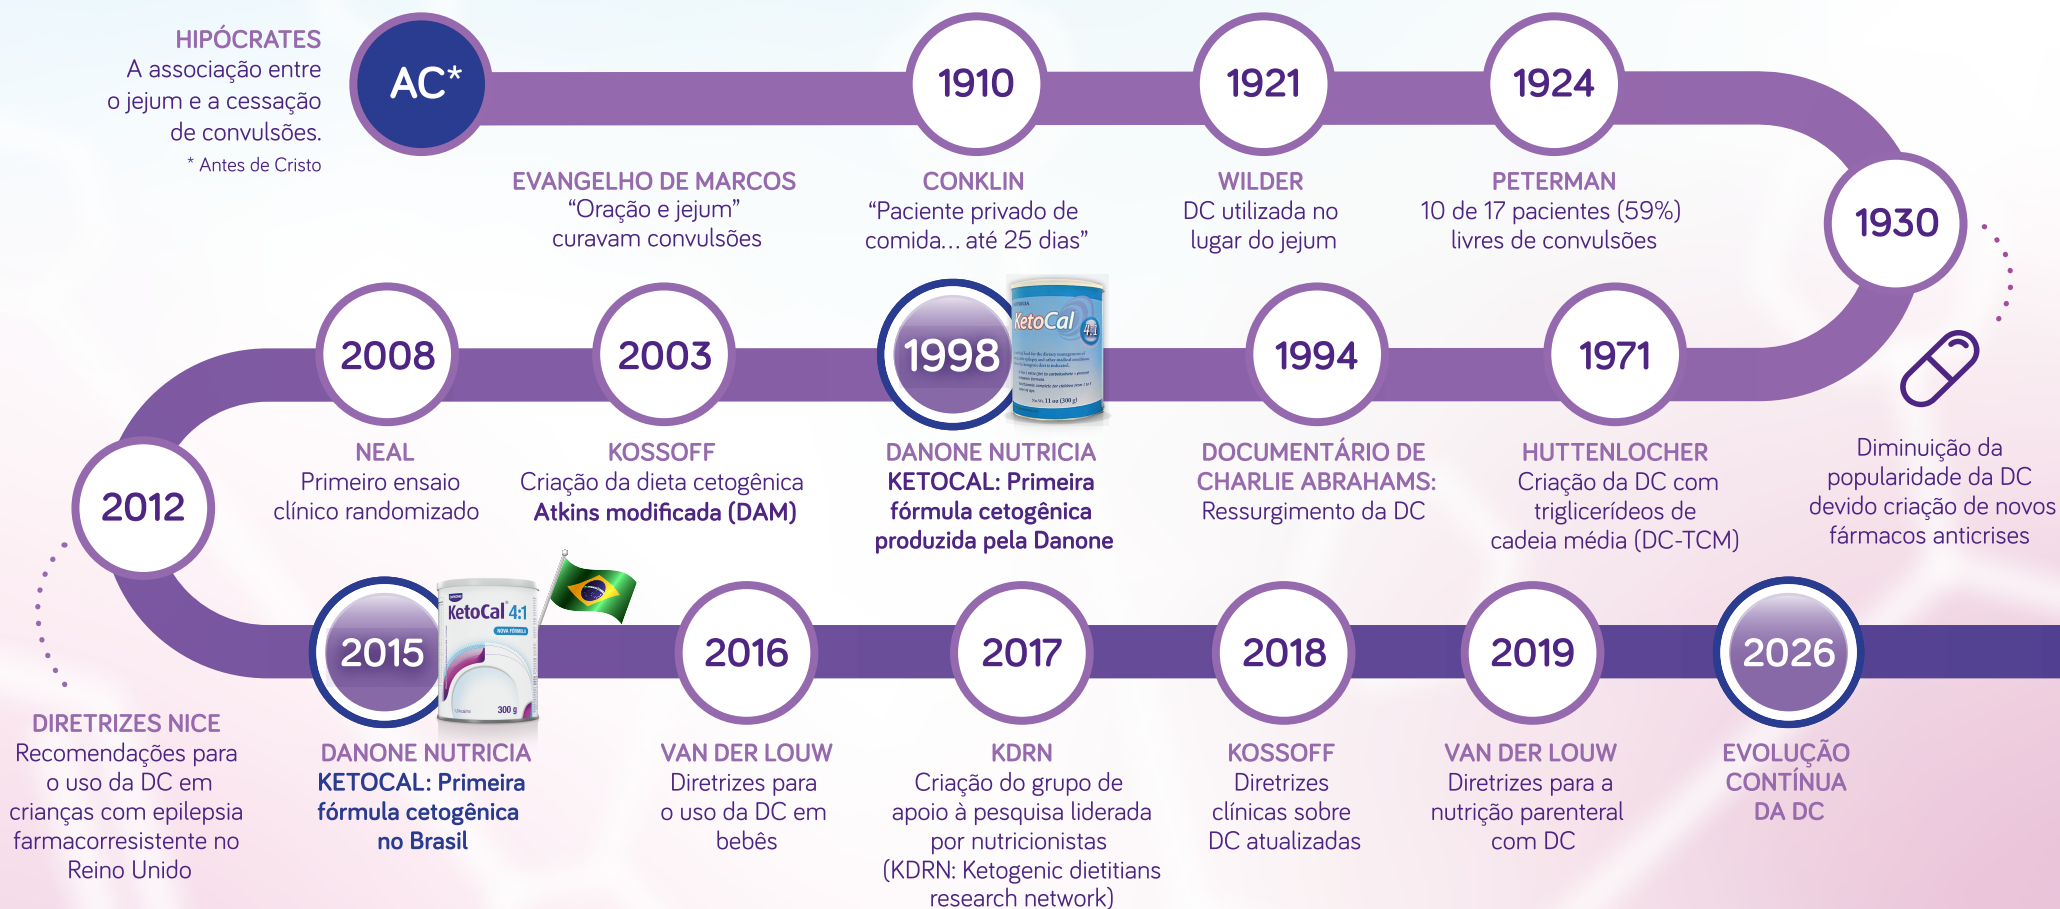 HIPÓCRATES
A associação entre
o jejum e a cessação
de convulsões.
* Antes de Cristo
AC*
EVANGELHO DE MARCOS
“Oração e jejum”
curavam convulsões
1910
CONKLIN
“Paciente privado de
comida... até 25 dias”
1921
WILDER
DC utilizada no
lugar do jejum
1924
PETERMAN
10 de 17 pacientes (59%)
livres de convulsões
1930
Diminuição da
popularidade da DC
devido criação de novos
fármacos anticrises
1971
HUTTENLOCHER
Criação da DC com
triglicerídeos de
cadeia média (DC-TCM)
1994
DOCUMENTÁRIO DE
CHARLIE ABRAHAMS:
Ressurgimento da DC
1998
KetoCal
4:1
Net Wt. 11 oz (300 g)
DANONE NUTRICIA
KETOCAL: Primeira
fórmula cetogênica
produzida pela Danone
2003
KOSSOFF
Criação da dieta cetogênica
Atkins modificada (DAM)
2008
NEAL
Primeiro ensaio
clínico randomizado
2012
DIRETRIZES NICE
Recomendações para
o uso da DC em
crianças com epilepsia
farmacorresistente no
Reino Unido
2015
KetoCal® 4:1
NOVA FÓRMULA
300 g
DANONE NUTRICIA
KETOCAL: Primeira
fórmula cetogênica
no Brasil
2016
VAN DER LOUW
Diretrizes para
o uso da DC em
bebês
2017
KDRN
Criação do grupo de
apoio à pesquisa liderada
por nutricionistas
(KDRN: Ketogenic dietitians
research network)
2018
KOSSOFF
Diretrizes
clínicas sobre
DC atualizadas
2019
VAN DER LOUW
Diretrizes para a
nutrição parenteral
com DC
2026
EVOLUÇÃO
CONTÍNUA
DA DC